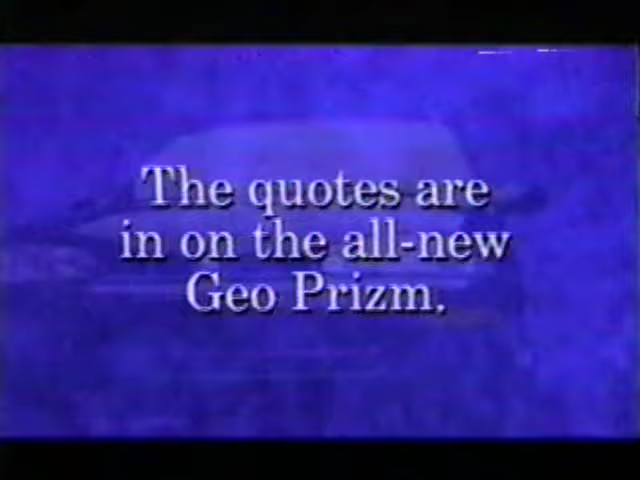 The quotes are
in on the all-new
Geo Prizm.